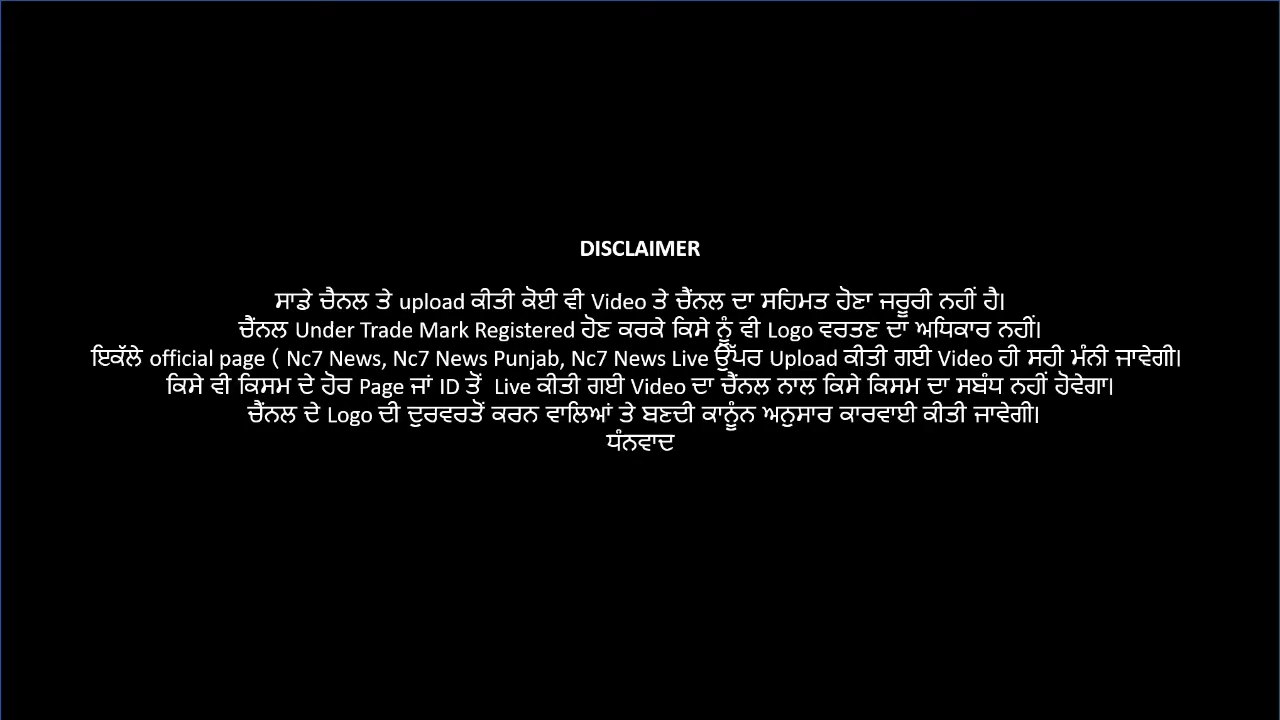 DISCLAIMER
ਸਾਡੇ ਚੈਨਲ ਤੇ upload ਕੀਤੀ ਕੋਈ ਵੀ Video ਤੇ ਚੈਂਨਲ ਦਾ ਸਹਿਮਤ ਹੋਣਾ ਜਰੂਰੀ ਨਹੀਂ ਹੈ।
ਚੈਂਨਲ Under Trade Mark Registered ਹੋਣ ਕਰਕੇ ਕਿਸੇ ਨੂੰ ਵੀ Logo ਵਰਤਣ ਦਾ ਅਧਿਕਾਰ ਨਹੀਂ।
ਇਕੱਲੇ official page ( Nc7 News, Nc7 News Punjab, Nc7 News Live ਉੱਪਰ Upload ਕੀਤੀ ਗਈ Video ਹੀ ਸਹੀ ਮੰਨੀ ਜਾਵੇਗੀ।
ਕਿਸੇ ਵੀ ਕਿਸਮ ਦੇ ਹੋਰ Page ਜਾਂ ID ਤੋਂ Live ਕੀਤੀ ਗਈ Video ਦਾ ਚੈਂਨਲ ਨਾਲ ਕਿਸੇ ਕਿਸਮ ਦਾ ਸਬੰਧ ਨਹੀਂ ਹੋਵੇਗਾ।
ਚੈਂਨਲ ਦੇ Logo ਦੀ ਦੁਰਵਰਤੋਂ ਕਰਨ ਵਾਲਿਆਂ ਤੇ ਬਣਦੀ ਕਾਨੂੰਨ ਅਨੁਸਾਰ ਕਾਰਵਾਈ ਕੀਤੀ ਜਾਵੇਗੀ।
ਧੰਨਵਾਦ